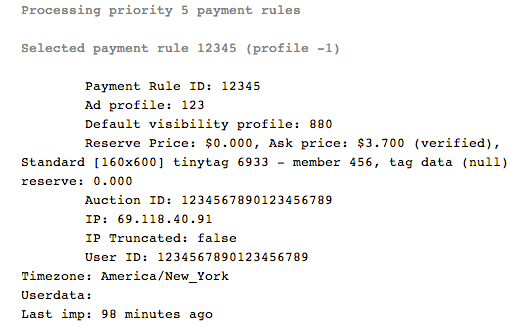 Processing priority 5 payment rules
Selected payment rule 12345 (profile -1)
Payment Rule ID: 12345
Ad profile: 123
Default visibility profile: 880
Reserve Price: $0.000, Ask price: $3.700 (verified),
Standard [160x600] tinytag 6933 - member 456, tag data (null)
reserve: 0.000
Auction ID: 1234567890123456789
IP: 69.118.40.91
IP Truncated: false
User ID: 1234567890123456789
Timezone: America/New_York
Userdata:
Last imp: 98 minutes ago